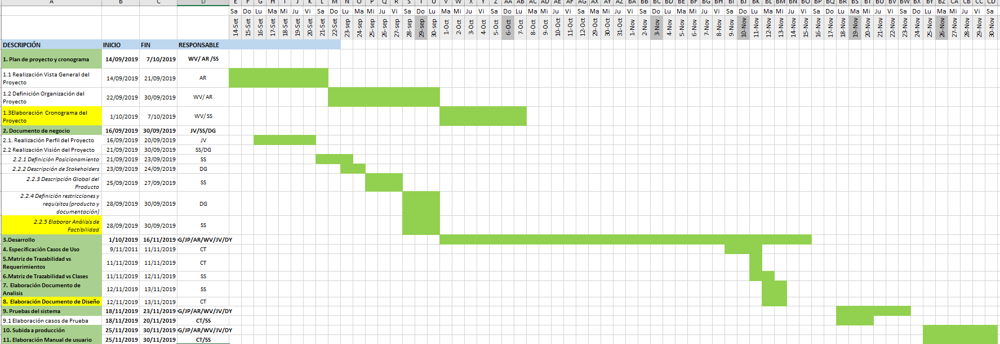 A B C D E F G H I J K L M N O P Q R S T U V W X Y Z AA AB AC AD AE AF AG AX AY AZ BA BB BC BD BE BF BG BH BI BJ BK BL BM BN BO BP BQ BR BS BT BU BV BW BX BY BZ CA CB CC CD
Sa Do Lu Ma Mi Ju Vi Sa Do Lu Ma Mi Ju Vi Sa Do Lu Ma Mi Ju Vi Sa Do Lu Ma Mi Ju Vi Sa Ma Mi Ju Vi Sa Do Lu Ma Mi Ju Vi Sa Do Lu Ma Mi Ju Vi Sa Do Lu Ma Mi Ju Vi Sa Do Lu Ma Mi Ju Vi Sa
14-Set 15-Set 16-Set 17-Set 18-Set 19-Set 20-Set 21-Set 22-Set 23-sep 24-sep 25-sep 26-sep 27-sep 28-sep 29-sep 30-sep 1-Oct 2-Oct 3-Oct 4-Oct 5-Oct 6-Oct 7-Oct 8-Oct 9-Oct 10-Oct 11-Oct 12-Oct 29-Oct 30-Oct 31-Oct 1-Nov 2-Nov 3-Nov 4-Nov 5-Nov 6-Nov 7-Nov 8-Nov 9-Nov 10-Nov 11-Nov 12-Nov 13-Nov 14-Nov 15-Nov 16-Nov 17-Nov 18-Nov 19-Nov 20-Nov 21-Nov 22-Nov 23-Nov 24-Nov 25-Nov 26-Nov 27-Nov 28-Nov 29-Nov 30-Nov
DESCRIPCIÓN INICIO FIN RESPONSABLE
1. Plan de proyecto y cronograma 14/09/2019 7/10/2019 WV/ AR /SS
1.1 Realización Vista General del
Proyecto 14/09/2019 21/09/2019 AR
1.2 Definición Organización del
Proyecto 22/09/2019 30/09/2019 WV/ AR
1.3Elaboración Cronograma del
Proyecto 1/10/2019 7/10/2019 WV/ SS
2. Documento de negocio 16/09/2019 30/09/2019 JV/SS/DG
2.1. Realización Perfil del Proyecto 16/09/2019 20/09/2019 JV
2.2 Realización Visión del Proyecto 21/09/2019 30/09/2019 SS/DG
2.2.1 Definición Posicionamiento 21/09/2019 23/09/2019 SS
2.2.2 Descripción de Stakeholders 23/09/2019 24/09/2019 DG
2.2.3 Descripción Global del
Producto 25/09/2019 27/09/2019 SS
2.2.4 Definición restricciones y
requisitos (producto y 28/09/2019 30/09/2019 DG
documentación)
2.2.5 Elaborar Análisis de
Factibilidad 28/09/2019 30/09/2019 SS
3.Desarrollo 1/10/2019 16/11/2019 G/JP/AR/WV/JV/DY
4. Especificación Casos de Uso 9/11/2011 11/11/2019 CT
5.Matriz de Trazabilidad vs
Requerimientos 11/11/2019 11/11/2019 CT
6.Matriz de Trazabilidad vs Clases 11/11/2019 12/11/2019 SS
7. Elaboración Documento de
Analisis 12/11/2019 13/11/2019 SS
8. Elaboración Documento de Diseño 12/11/2019 13/11/2019 CT
9. Pruebas del sistema 18/11/2019 23/11/2019 G/JP/AR/WV/JV/DY
9.1 Elaboración casos de Prueba 18/11/2019 20/11/2019 CT/SS
10. Subida a producción 25/11/2019 30/11/2019 G/JP/AR/WV/JV/DY
11. Elaboración Manual de usuario 25/11/2019 30/11/2019 CT/SS